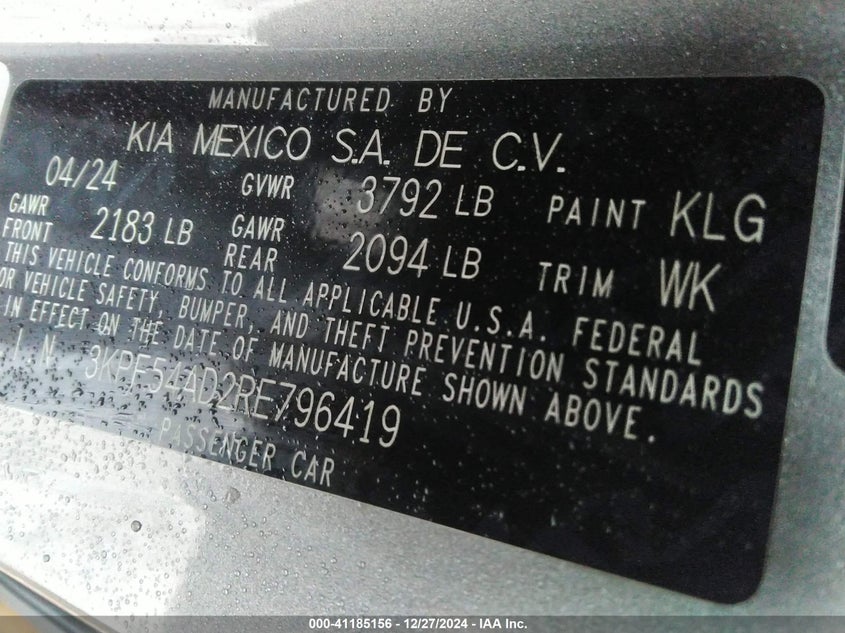 MANUFACTURED BY
KIA MEXICO S.A. DE C.V.
04/24 GVWR 3792 LB PAINT KLG
GAWR FRONT 2183 LB GAWR REAR 2094 LB TRIM WK
THIS VEHICLE CONFORMS TO ALL APPLICABLE U.S.A. FEDERAL
OR VEHICLE SAFETY, BUMPER, AND THEFT PREVENTION STANDARDS
IN EFFECT ON THE DATE OF MANUFACTURE SHOWN ABOVE.
I N 3KPF54AD2RE796419
PASSENGER CAR
000-41185156 - 12/27/2024 - IAA Inc.